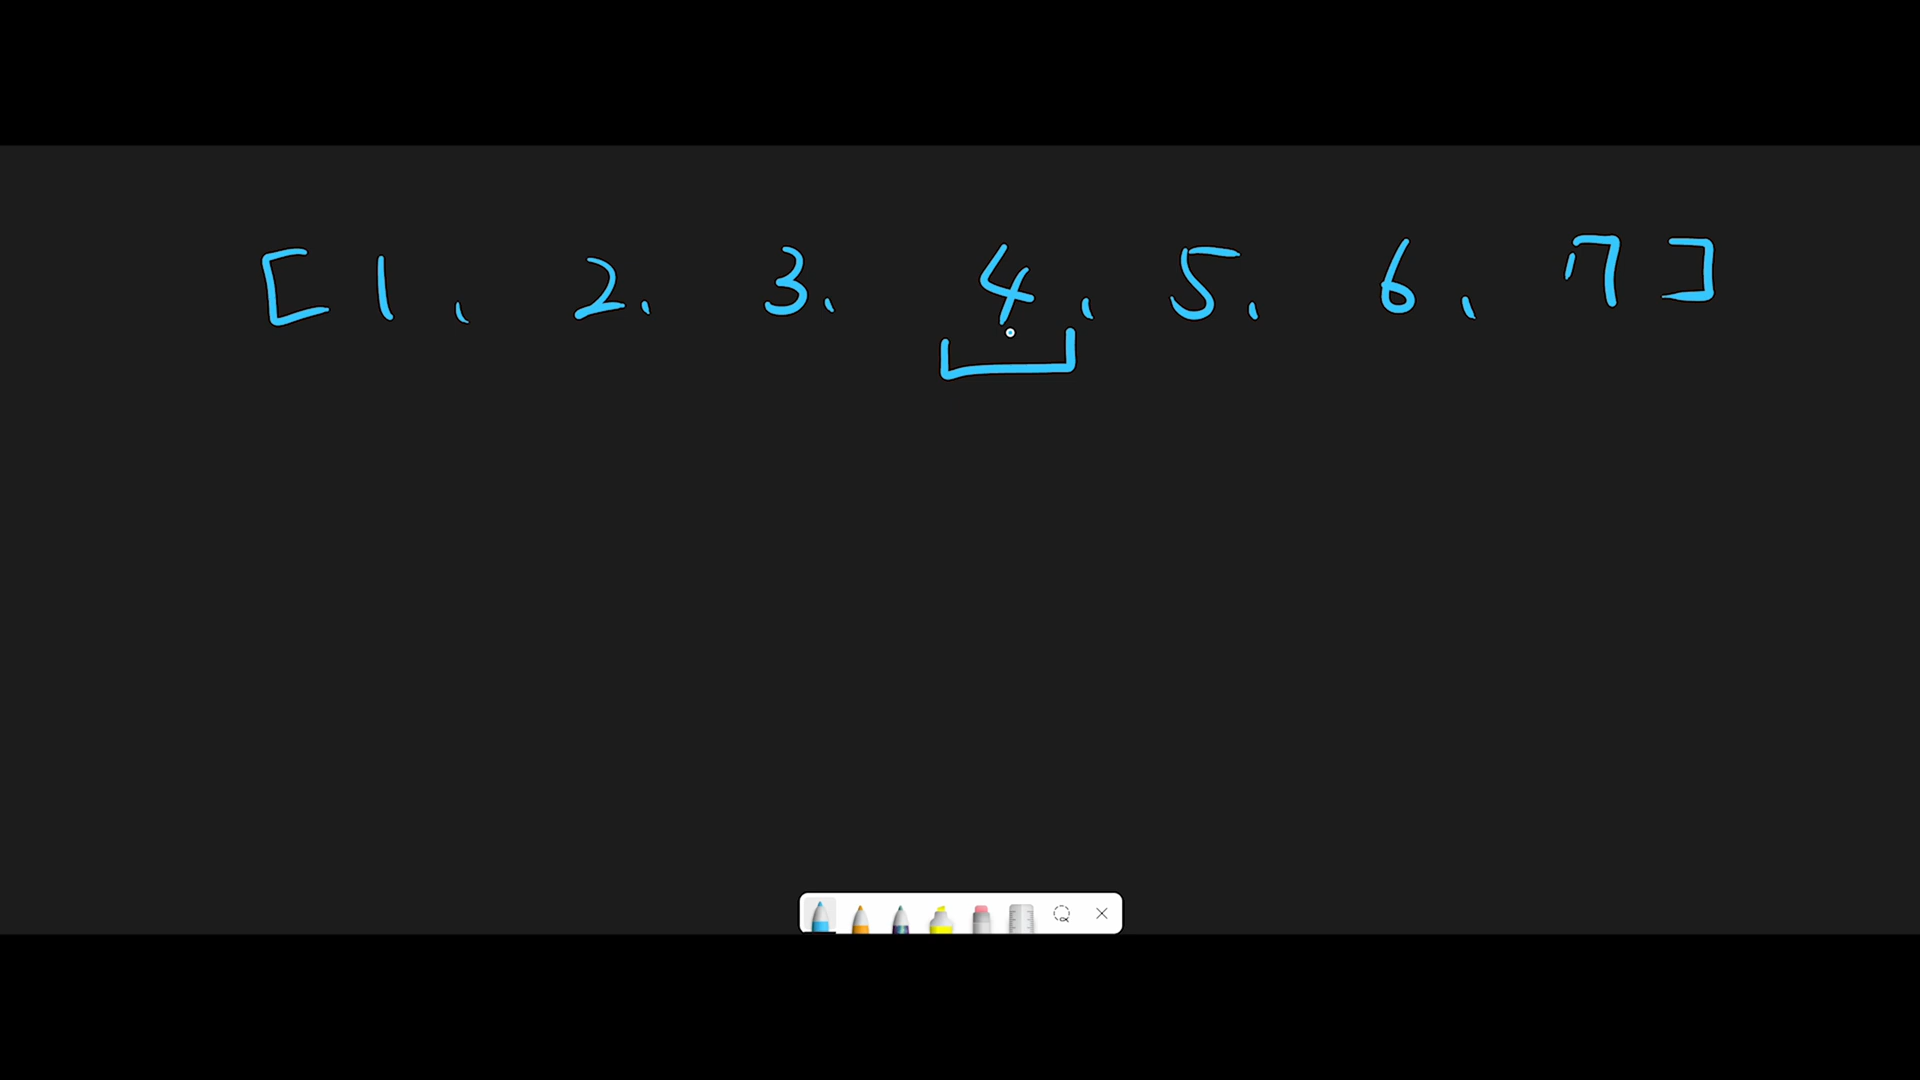 [1, 2, 3, 4, 5, 6, 7]